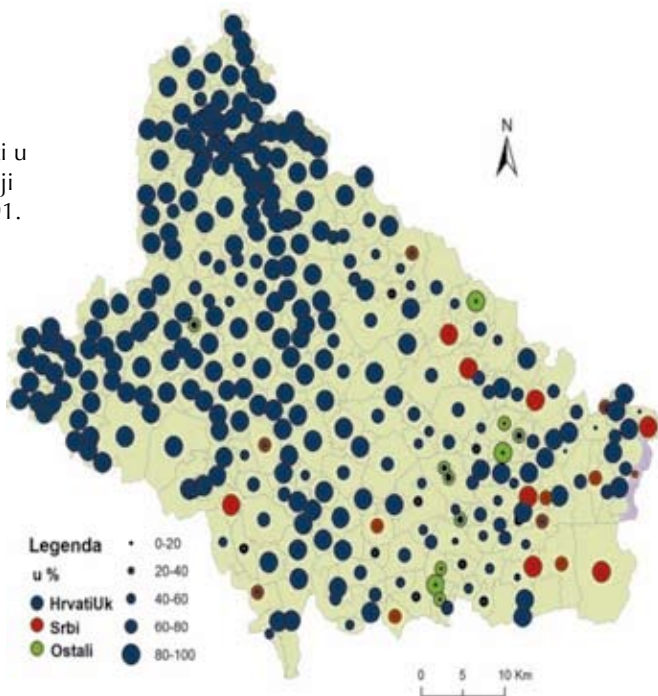 i u
ji
91.
N
Legenda
u %
HrvatiUk
Srbi
Ostali
0-20
20-40
40-60
60-80
80-100
0 5 10 Km